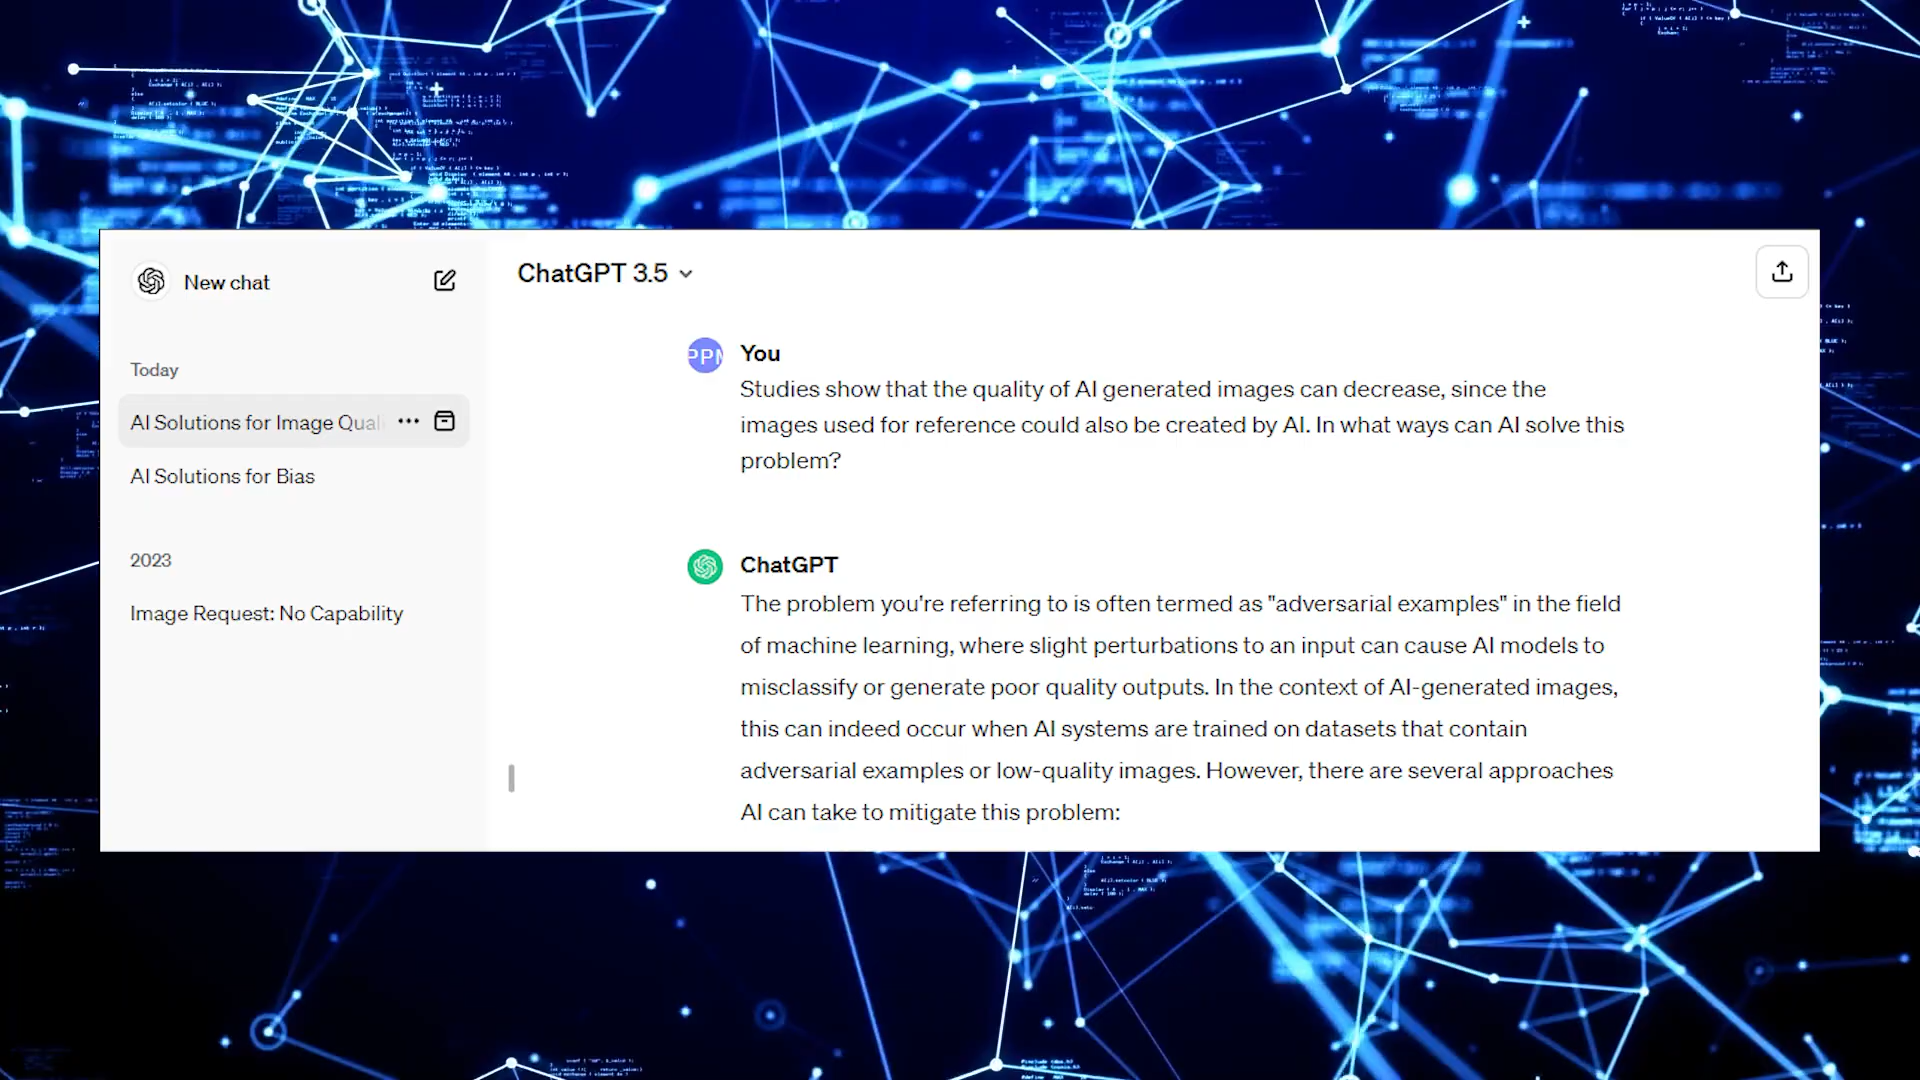 New chat
ChatGPT 3.5
Today
AI Solutions for Image Qual
AI Solutions for Bias
2023
Image Request: No Capability
You
Studies show that the quality of AI generated images can decrease, since the
images used for reference could also be created by AI. In what ways can AI solve this
problem?
ChatGPT
The problem you're referring to is often termed as "adversarial examples" in the field
of machine learning, where slight perturbations to an input can cause AI models to
misclassify or generate poor quality outputs. In the context of AI-generated images,
this can indeed occur when AI systems are trained on datasets that contain
adversarial examples or low-quality images. However, there are several approaches
AI can take to mitigate this problem: